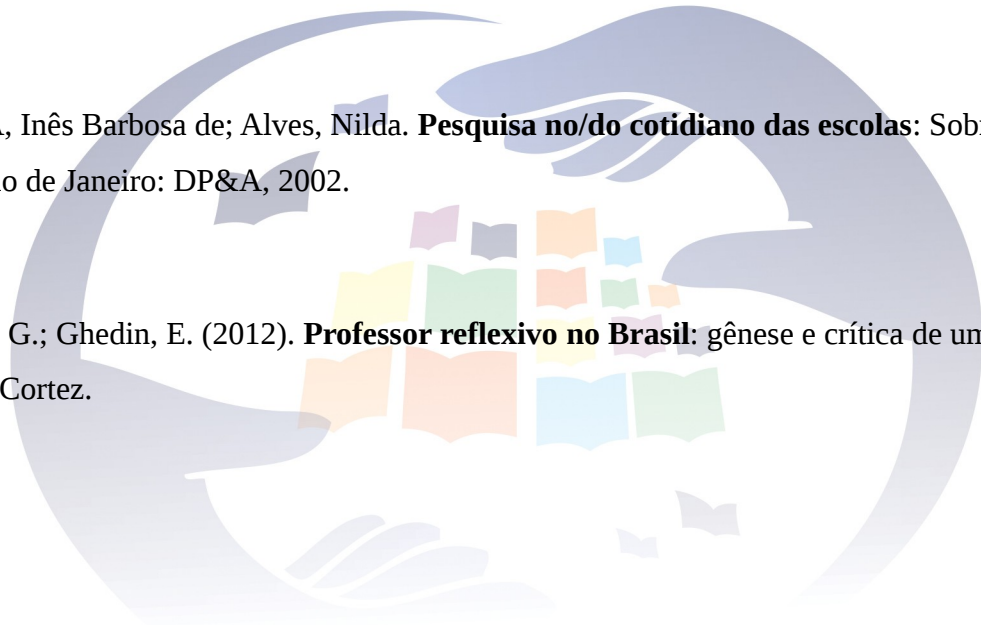 , Inês Barbosa de; Alves, Nilda. Pesquisa no/do cotidiano das escolas: Sob
o de Janeiro: DP&A, 2002.
G.; Ghedin, E. (2012). Professor reflexivo no Brasil: gênese e crítica de um
Cortez.